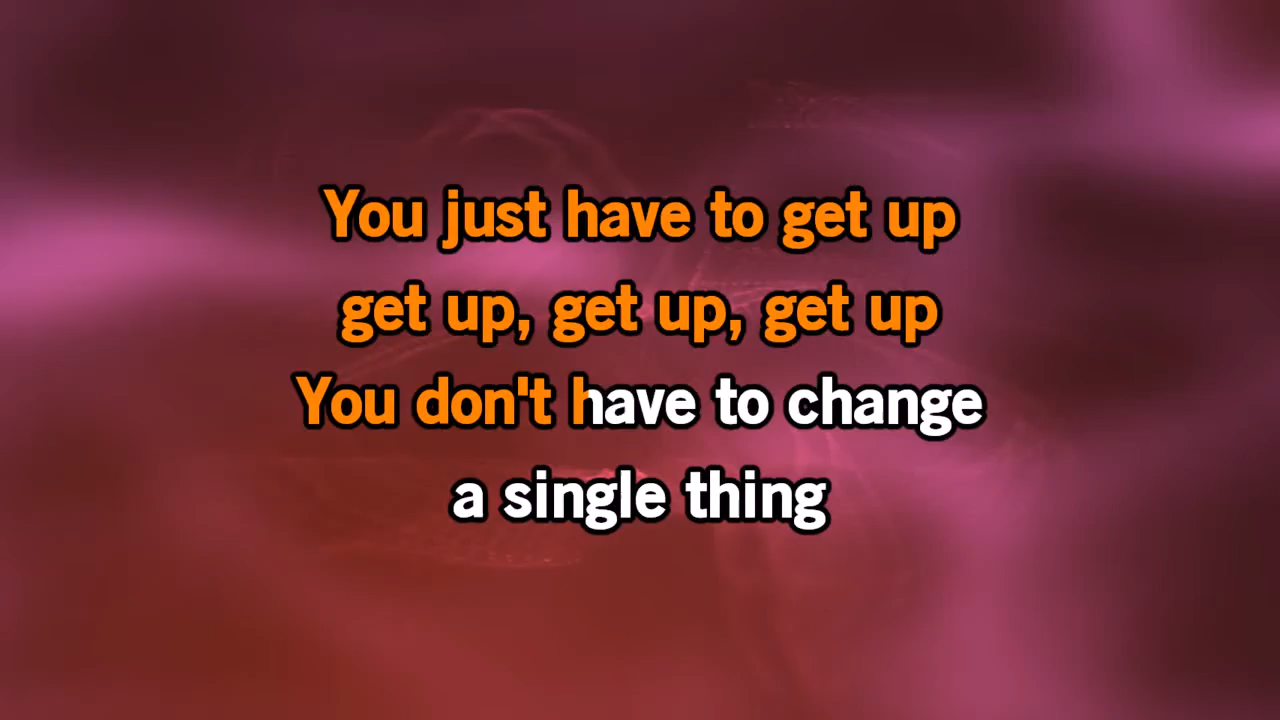 You just have to get up
get up, get up, get up
You don't have to change
a single thing